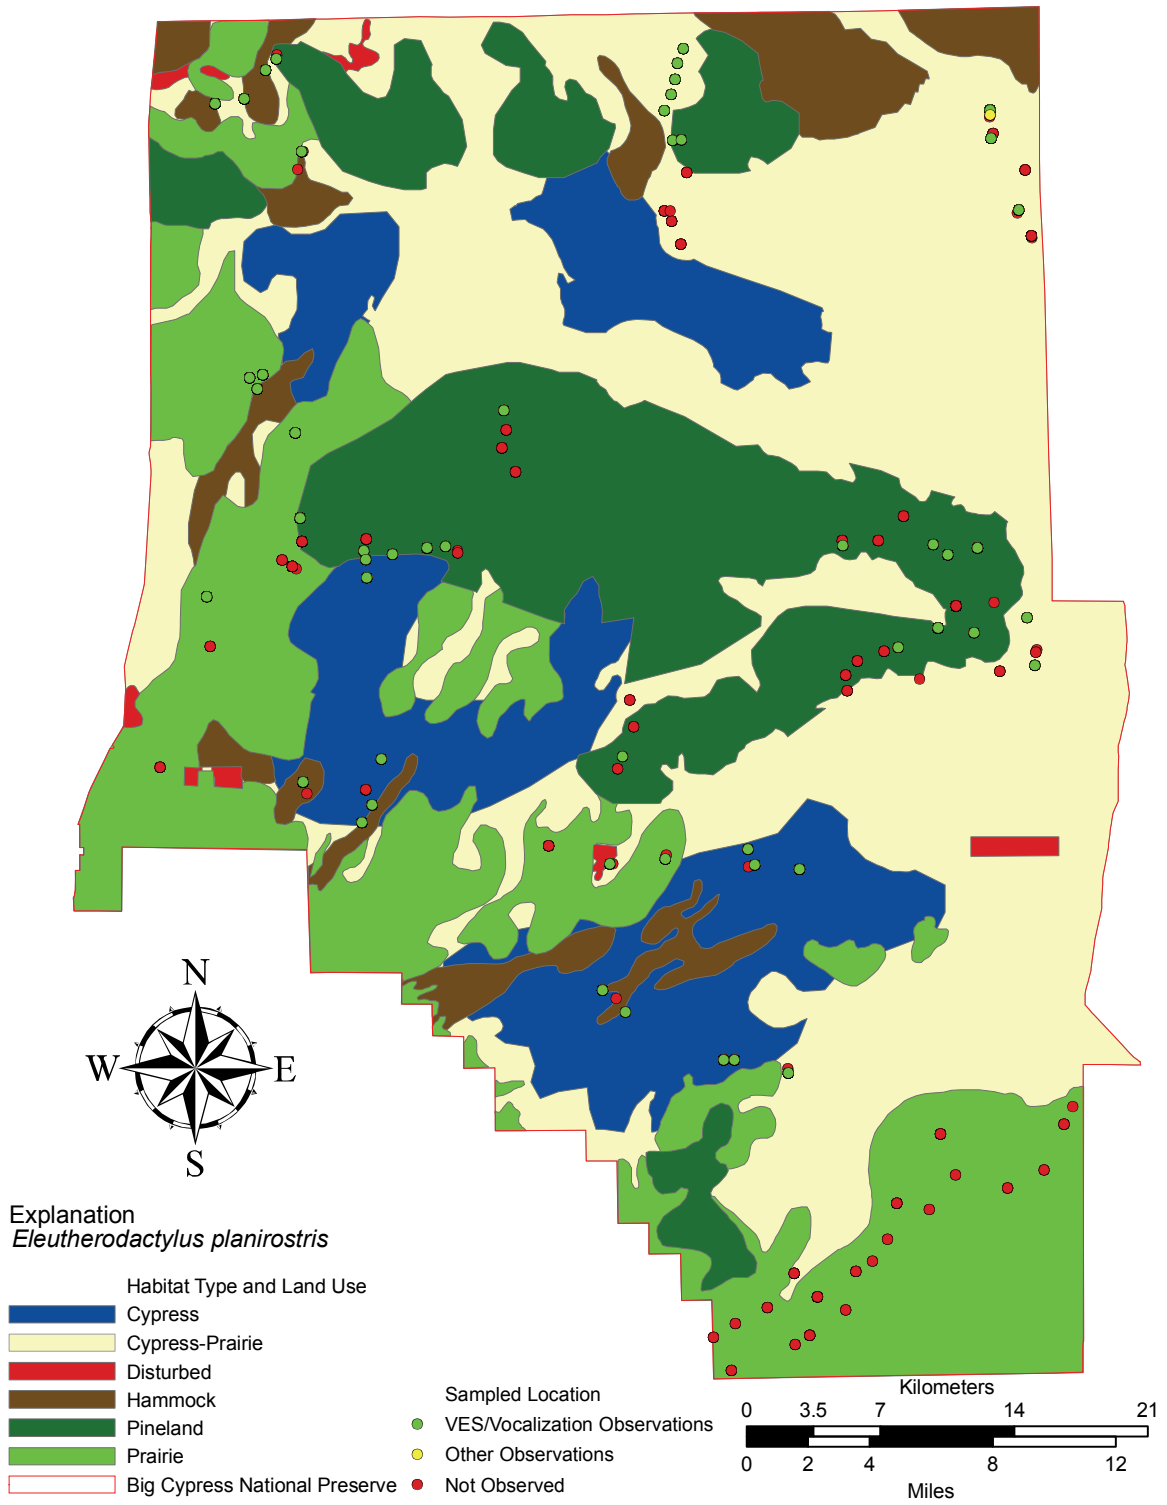 N
W
E
S
Explanation
Eleutherodactylus planirostris
Habitat Type and Land Use
Cypress
Cypress-Prairie
Disturbed
Hammock
Pineland
Prairie
Big Cypress National Preserve
Sampled Location
VES/Vocalization Observations
Other Observations
Not Observed
Kilometers
0 3.5 7 14 21
0 2 4 8 12
Miles